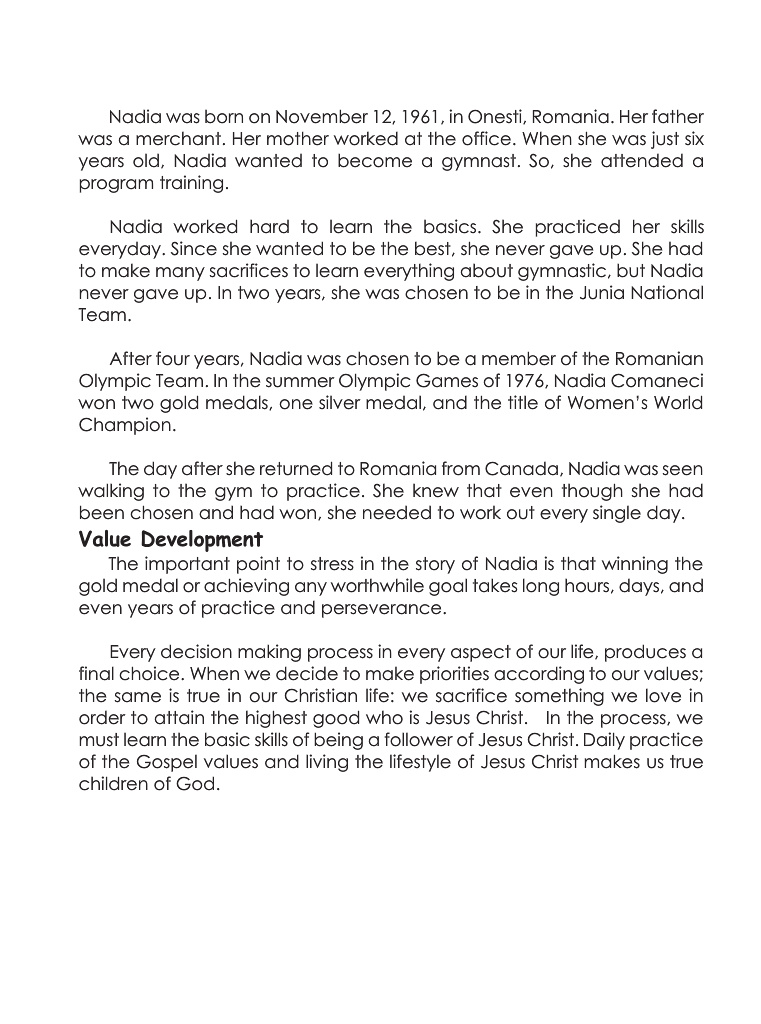 Nadia was born on November 12, 1961, in Onesti, Romania. Her father
was a merchant. Her mother worked at the office. When she was just six
years old, Nadia wanted to become a gymnast. So, she attended a
program training.
Nadia worked hard to learn the basics. She practiced her skills
everyday. Since she wanted to be the best, she never gave up. She had
to make many sacrifices to learn everything about gymnastic, but Nadia
never gave up. In two years, she was chosen to be in the Junia National
Team.
After four years, Nadia was chosen to be a member of the Romanian
Olympic Team. In the summer Olympic Games of 1976, Nadia Comaneci
won two gold medals, one silver medal, and the title of Women’s World
Champion.
The day after she returned to Romania from Canada, Nadia was seen
walking to the gym to practice. She knew that even though she had
been chosen and had won, she needed to work out every single day.
Value Development
The important point to stress in the story of Nadia is that winning the
gold medal or achieving any worthwhile goal takes long hours, days, and
even years of practice and perseverance.
Every decision making process in every aspect of our life, produces a
final choice. When we decide to make priorities according to our values;
the same is true in our Christian life: we sacrifice something we love in
order to attain the highest good who is Jesus Christ. In the process, we
must learn the basic skills of being a follower of Jesus Christ. Daily practice
of the Gospel values and living the lifestyle of Jesus Christ makes us true
children of God.